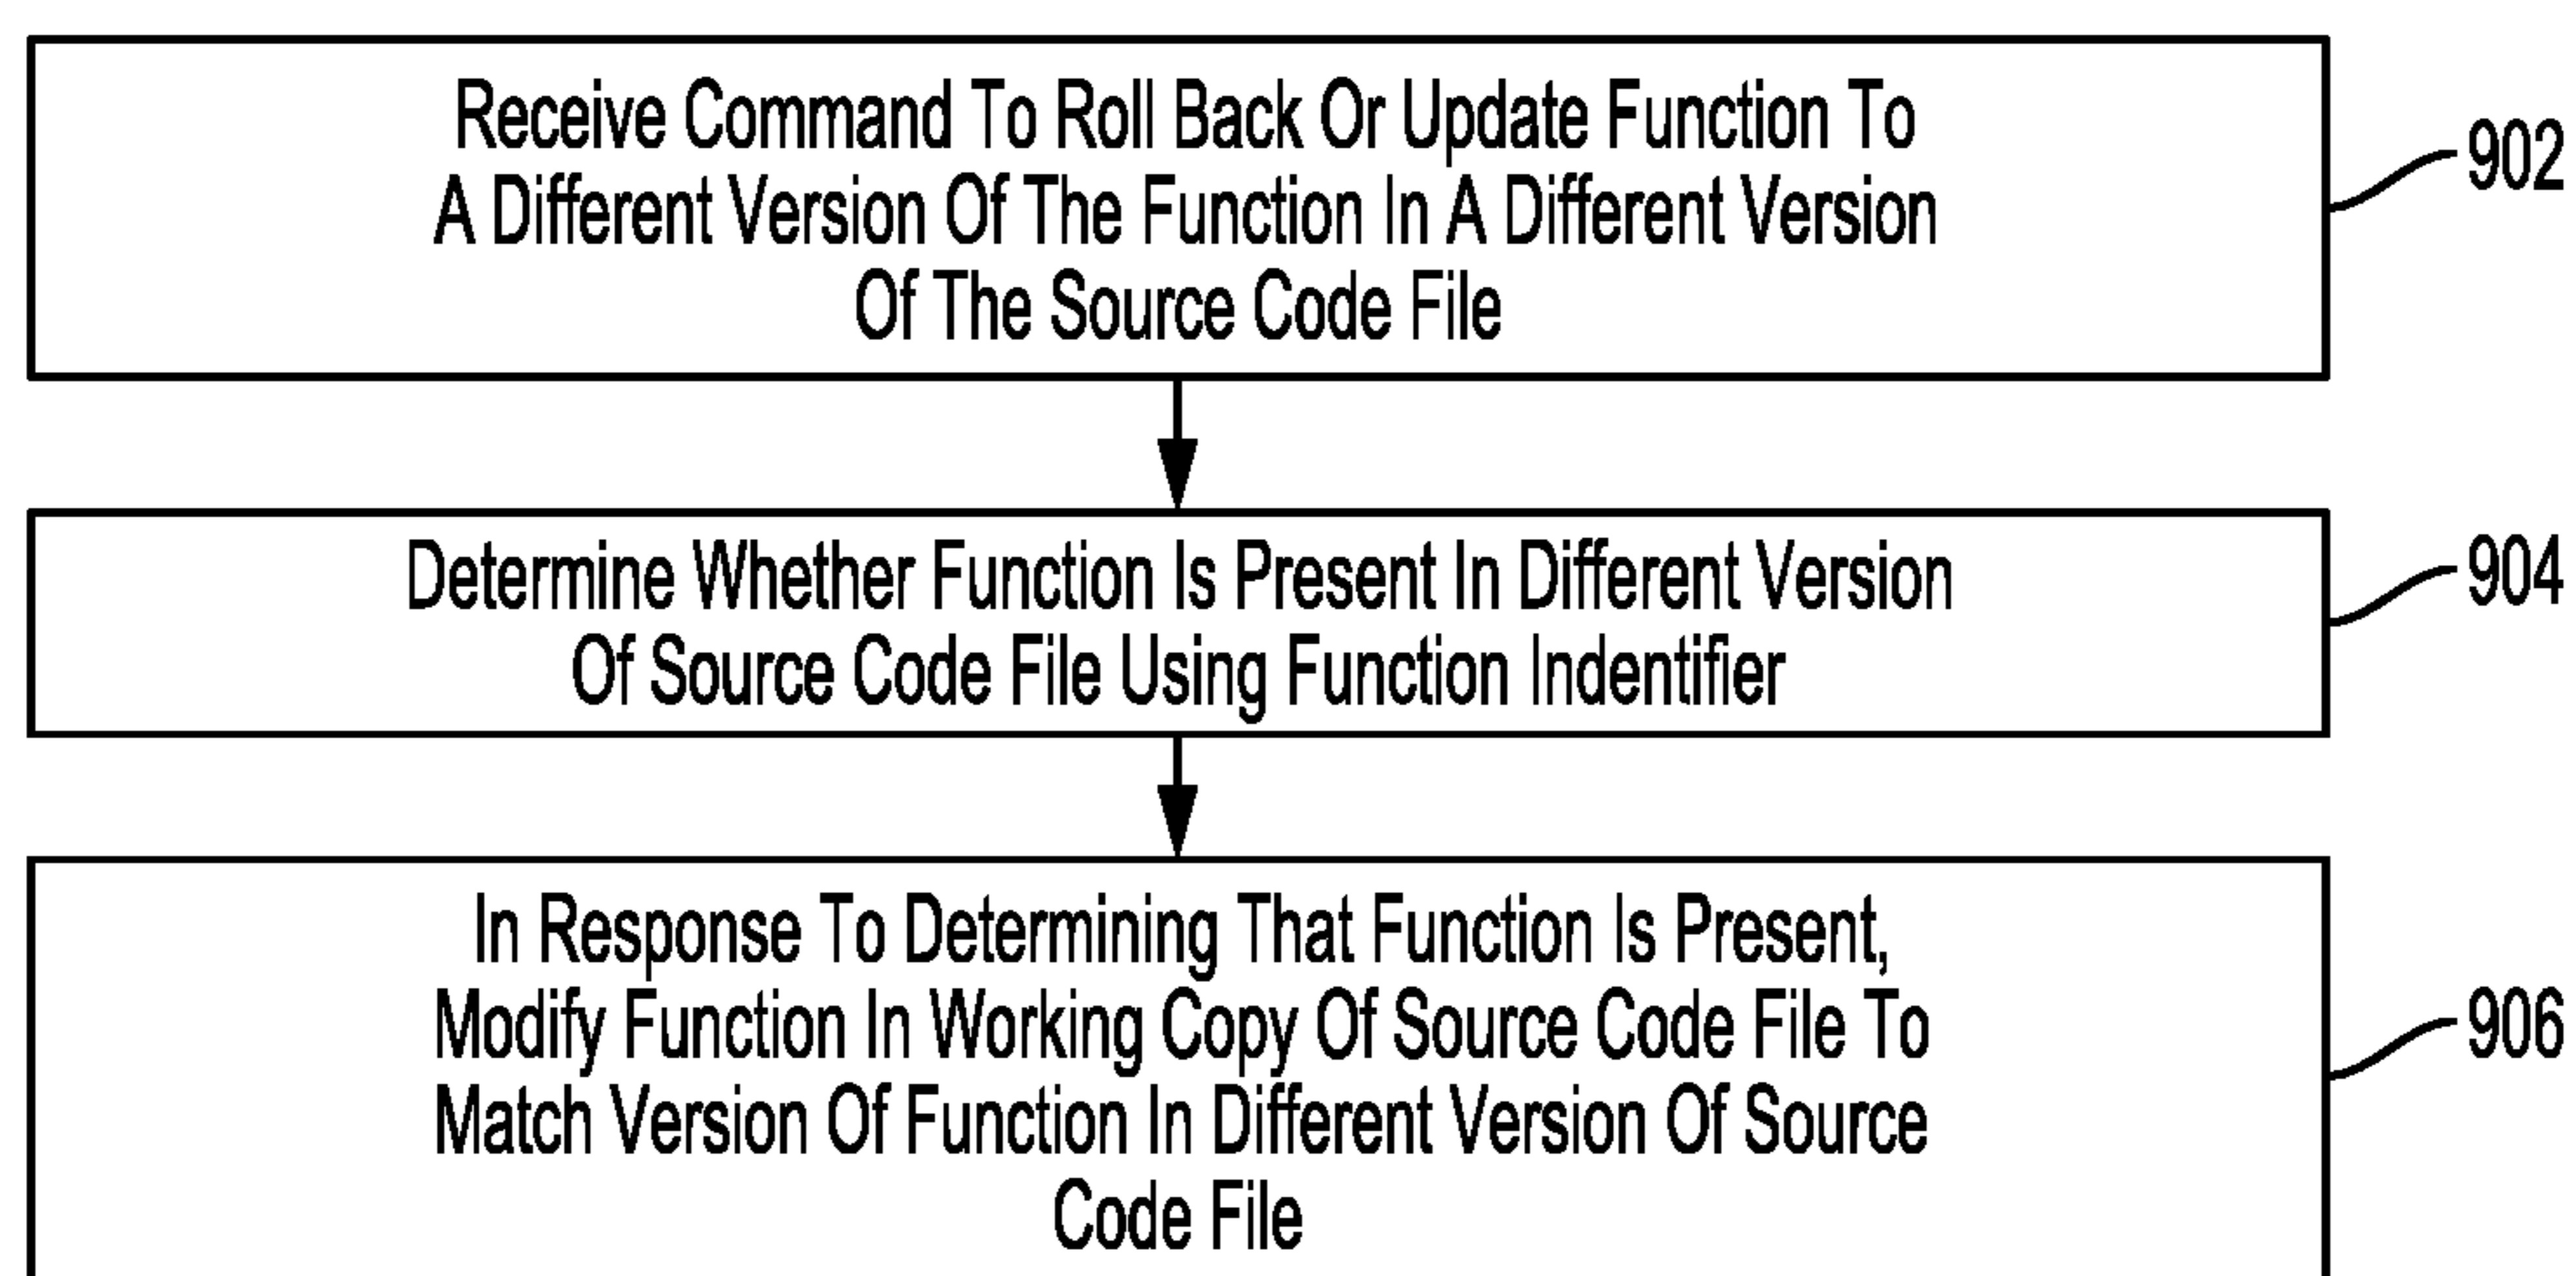 Receive Command To Roll Back Or Update Function To
A Different Version Of The Function In A Different Version
Of The Source Code File
902
Determine Whether Function Is Present In Different Version
Of Source Code File Using Function Indentifier
904
In Response To Determining That Function Is Present,
Modify Function In Working Copy Of Source Code File To
Match Version Of Function In Different Version Of Source
Code File
906